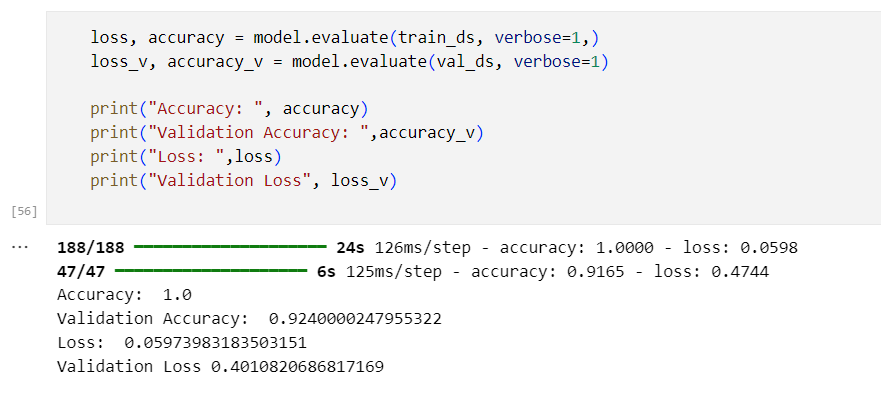 loss, accuracy = model.evaluate(train_ds, verbose=1,)
loss_v, accuracy_v = model.evaluate(val_ds, verbose=1)
print("Accuracy: ", accuracy)
print("Validation Accuracy: ",accuracy_v)
print("Loss: ",loss)
print("Validation Loss", loss_v)
[56]
... 188/188 ━━━━━━━━━━━━━━━━━━━━ 24s 126ms/step - accuracy: 1.0000 - loss: 0.0598
47/47 ━━━━━━━━━━━━━━━━━━━━ 6s 125ms/step - accuracy: 0.9165 - loss: 0.4744
Accuracy:  1.0
Validation Accuracy:  0.9240000247955322
Loss:  0.05973983183503151
Validation Loss 0.4010820686817169